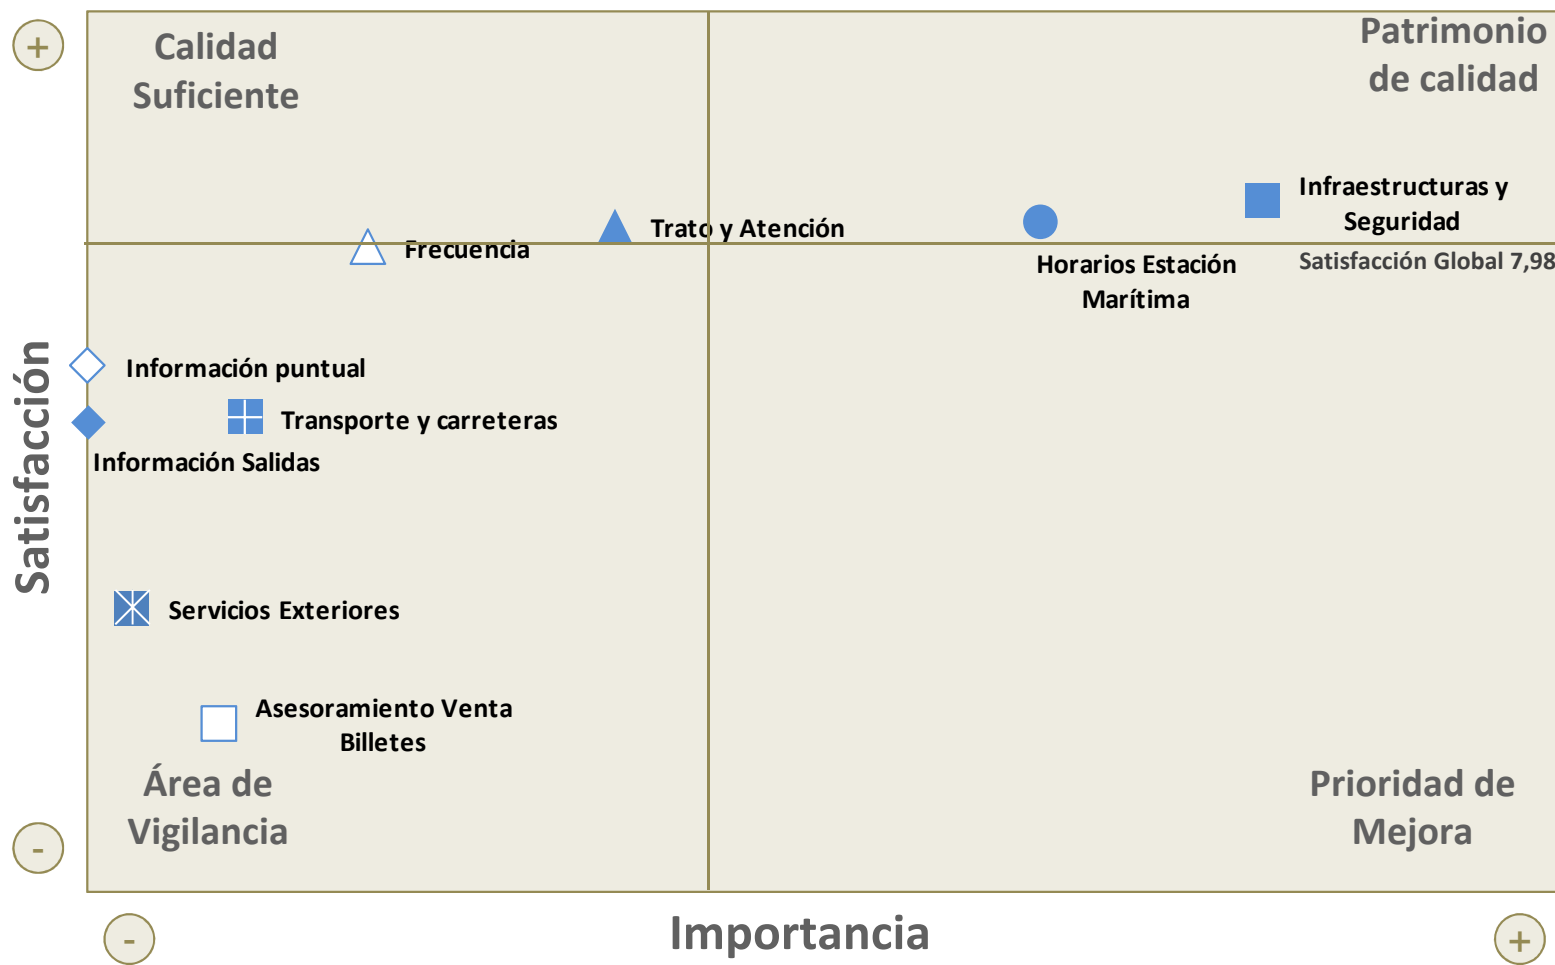 +
Calidad
Suficiente
Patrimonio
de calidad
Infraestructuras y
Seguridad
Trato y Atención
Frecuencia
Satisfacción Global 7,98
Horarios Estación
Marítima
Información puntual
Transporte y carreteras
Información Salidas
Satisfacción
Servicios Exteriores
Asesoramiento Venta
Billetes
Área de
Vigilancia
Prioridad de
Mejora
-
-
Importancia
+